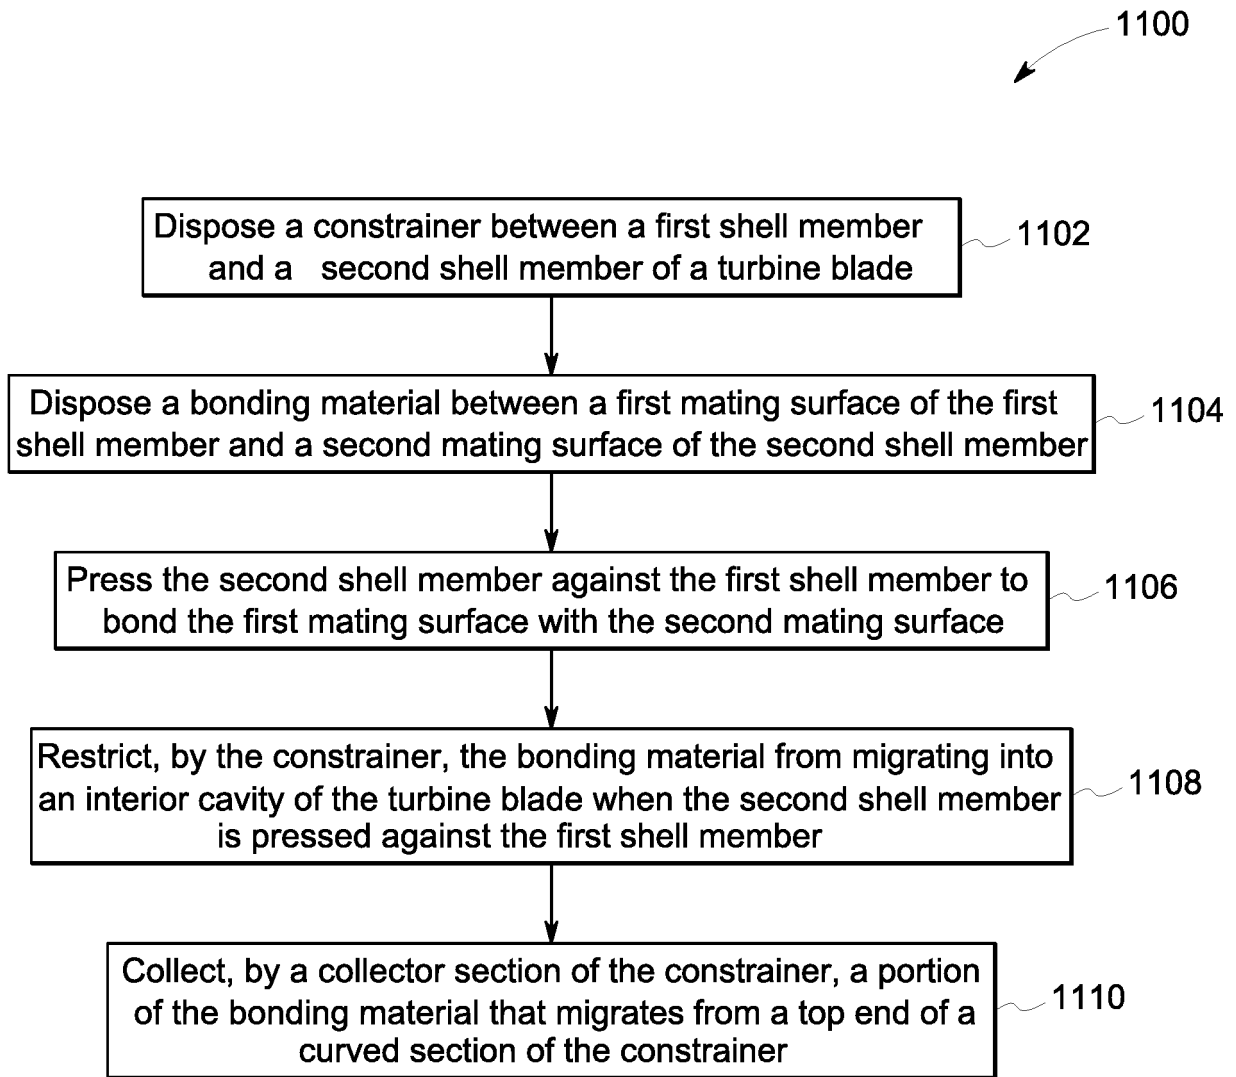 1100
Dispose a constrainer between a first shell member
and a second shell member of a turbine blade
1102
Dispose a bonding material between a first mating surface of the first
shell member and a second mating surface of the second shell member
1104
Press the second shell member against the first shell member to
bond the first mating surface with the second mating surface
1106
Restrict, by the constrainer, the bonding material from migrating into
an interior cavity of the turbine blade when the second shell member
is pressed against the first shell member
1108
Collect, by a collector section of the constrainer, a portion
of the bonding material that migrates from a top end of a
curved section of the constrainer
1110